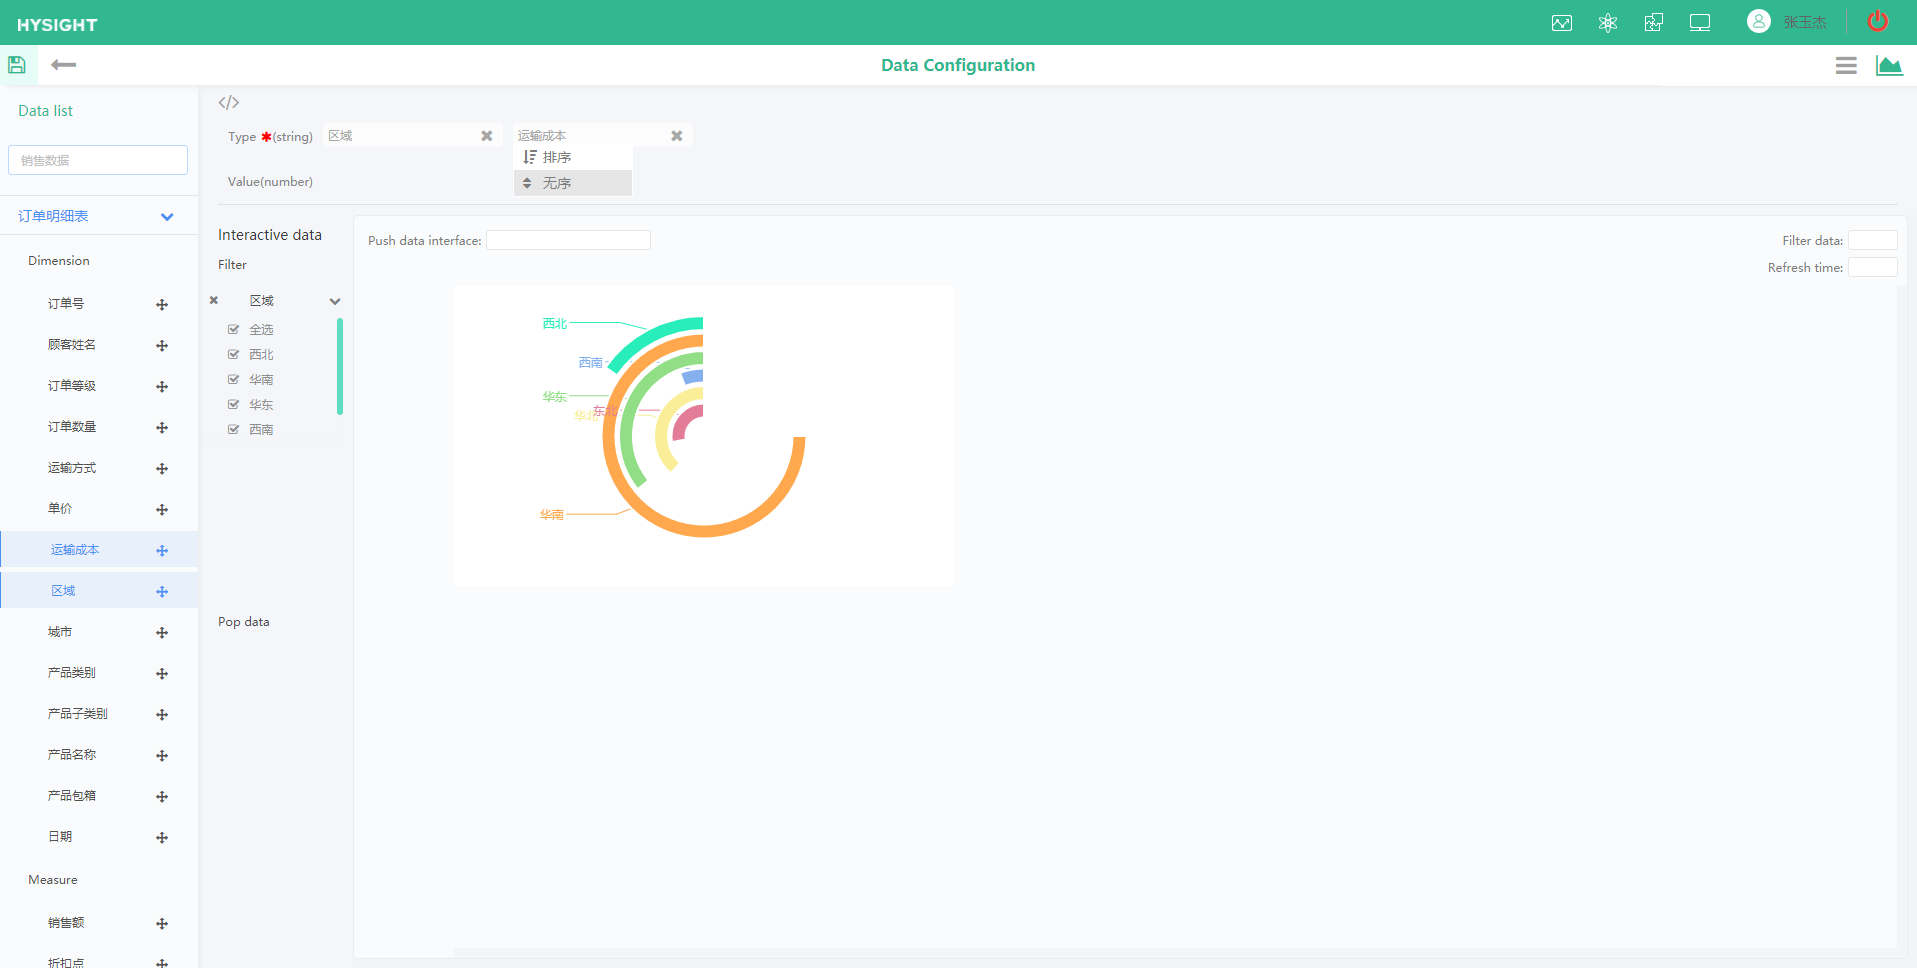 HYSIGHT
张玉杰
Data Configuration
Data list
销售数据
订单明细表
Dimension
订单号
顾客姓名
订单等级
订单数量
运输方式
单价
运输成本
区域
城市
产品类别
产品子类别
产品名称
产品包箱
日期
Measure
销售额
折扣点
Type ✱(string)
区域
运输成本
排序
无序
Value(number)
Interactive data
Filter
区域
全选
西北
华南
华东
西南
Pop data
Push data interface:
Filter data:
Refresh time:
西北
西南
华东
华北
东北
华南